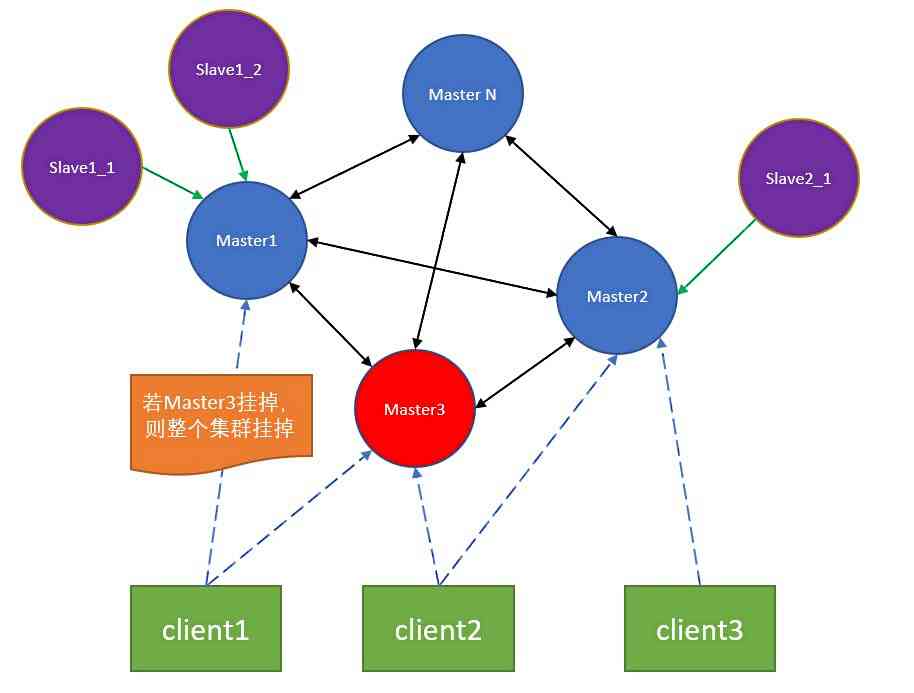 Slave1_2
Master N
Slave1_1
Slave2_1
Master1
Master2
若Master3挂掉，
则整个集群挂掉
Master3
client1
client2
client3